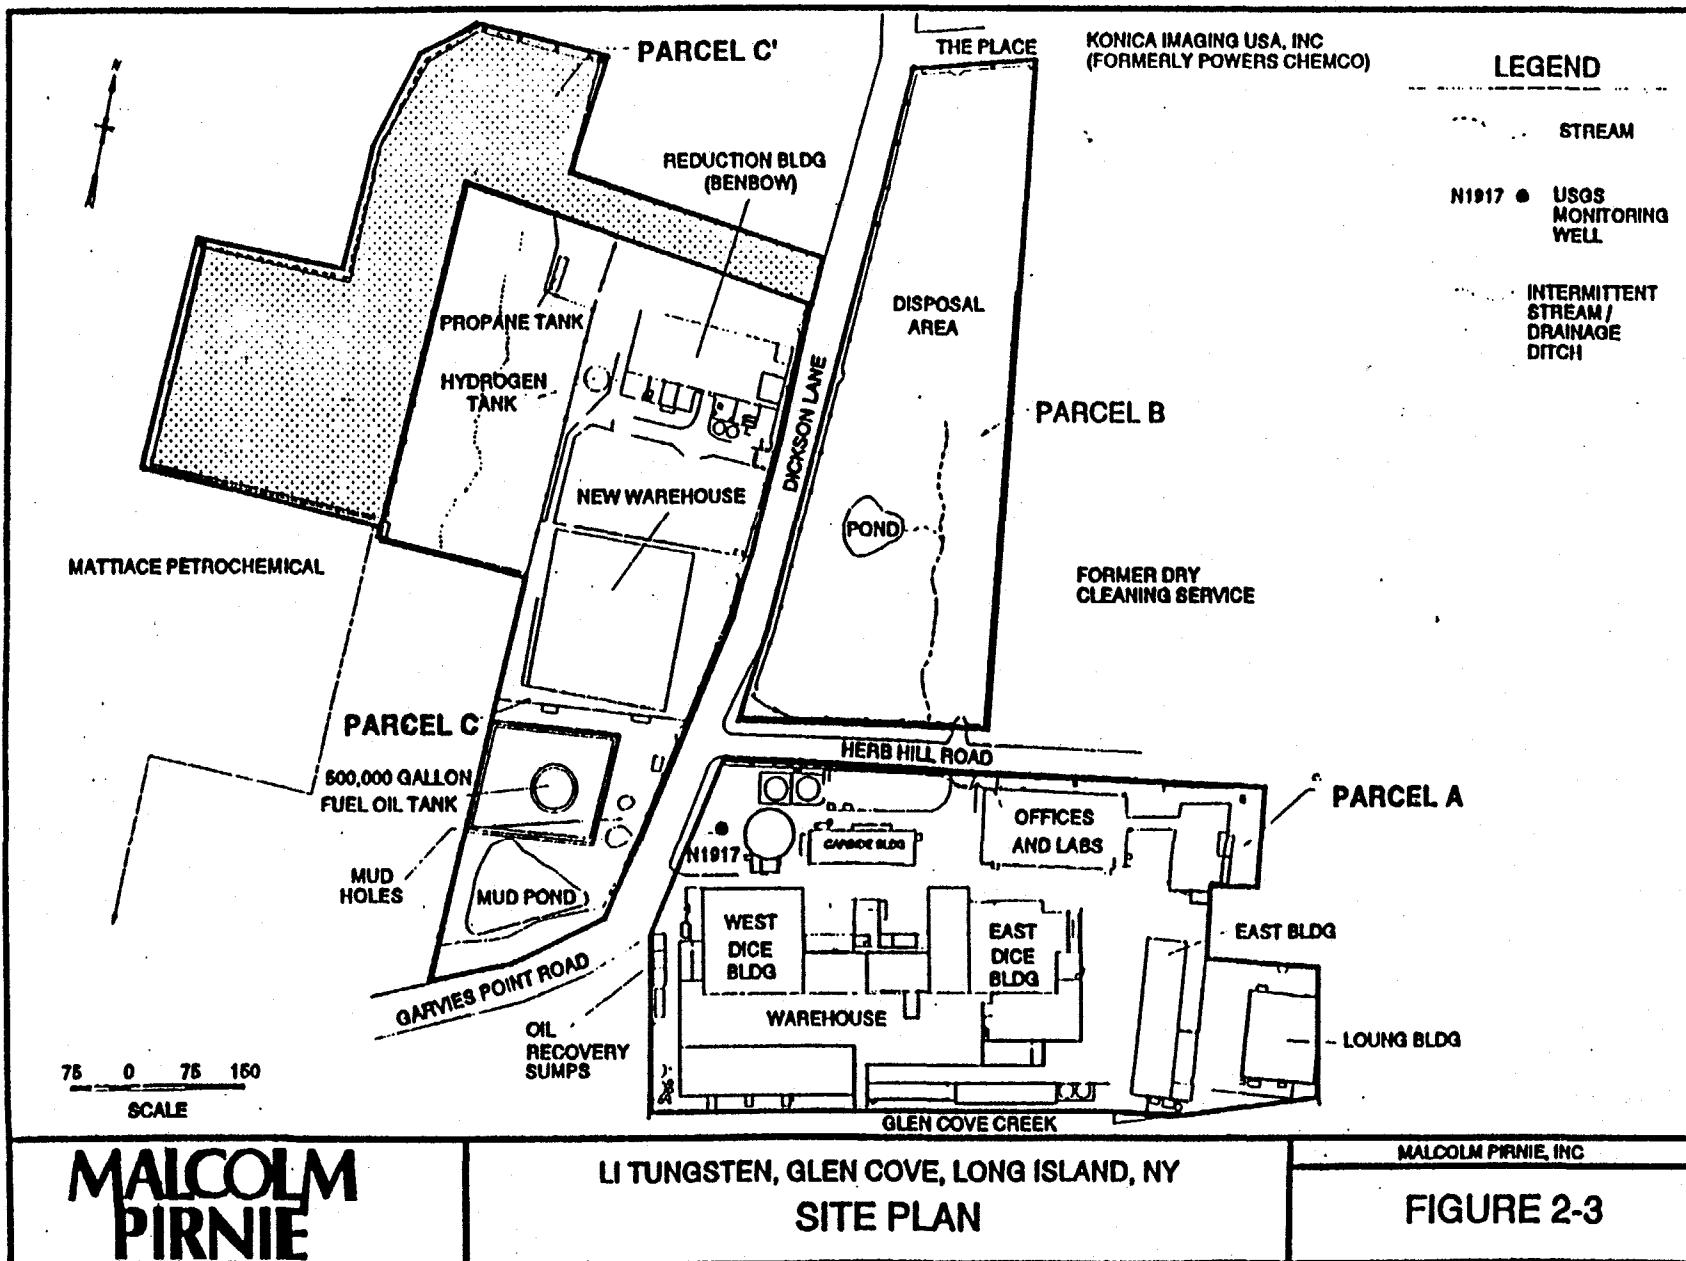 N
PARCEL C'
THE PLACE
KONICA IMAGING USA, INC
(FORMERLY POWERS CHEMCO)
LEGEND
STREAM
N1917
USGS
MONITORING
WELL
INTERMITTENT
STREAM /
DRAINAGE
DITCH
REDUCTION BLDG
(BENBOW)
PROPANE TANK
HYDROGEN
TANK
DISPOSAL
AREA
DICKSON LANE
PARCEL B
NEW WAREHOUSE
POND
MATTIACE PETROCHEMICAL
FORMER DRY
CLEANING SERVICE
PARCEL C
HERB HILL ROAD
500,000 GALLON
FUEL OIL TANK
PARCEL A
OFFICES
AND LABS
CARBIDE BLDG
N1917
MUD
HOLES
MUD POND
WEST
DICE
BLDG
EAST
DICE
BLDG
EAST BLDG
GARVIES POINT ROAD
WAREHOUSE
OIL
RECOVERY
SUMPS
LOUNG BLDG
75 0 75 150
SCALE
GLEN COVE CREEK
MALCOLM
PIRNIE
LI TUNGSTEN, GLEN COVE, LONG ISLAND, NY
SITE PLAN
MALCOLM PIRNIE, INC
FIGURE 2-3